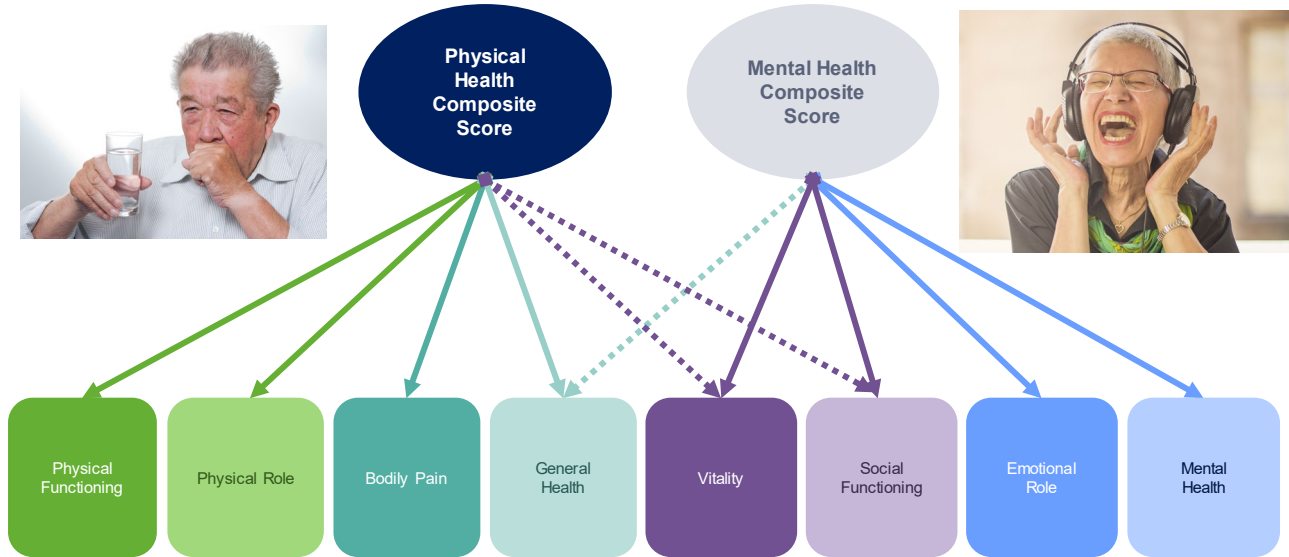 Physical
Health
Composite
Score
Mental Health
Composite
Score
Physical
Functioning
Physical Role
Bodily Pain
General
Health
Vitality
Social
Functioning
Emotional
Role
Mental
Health